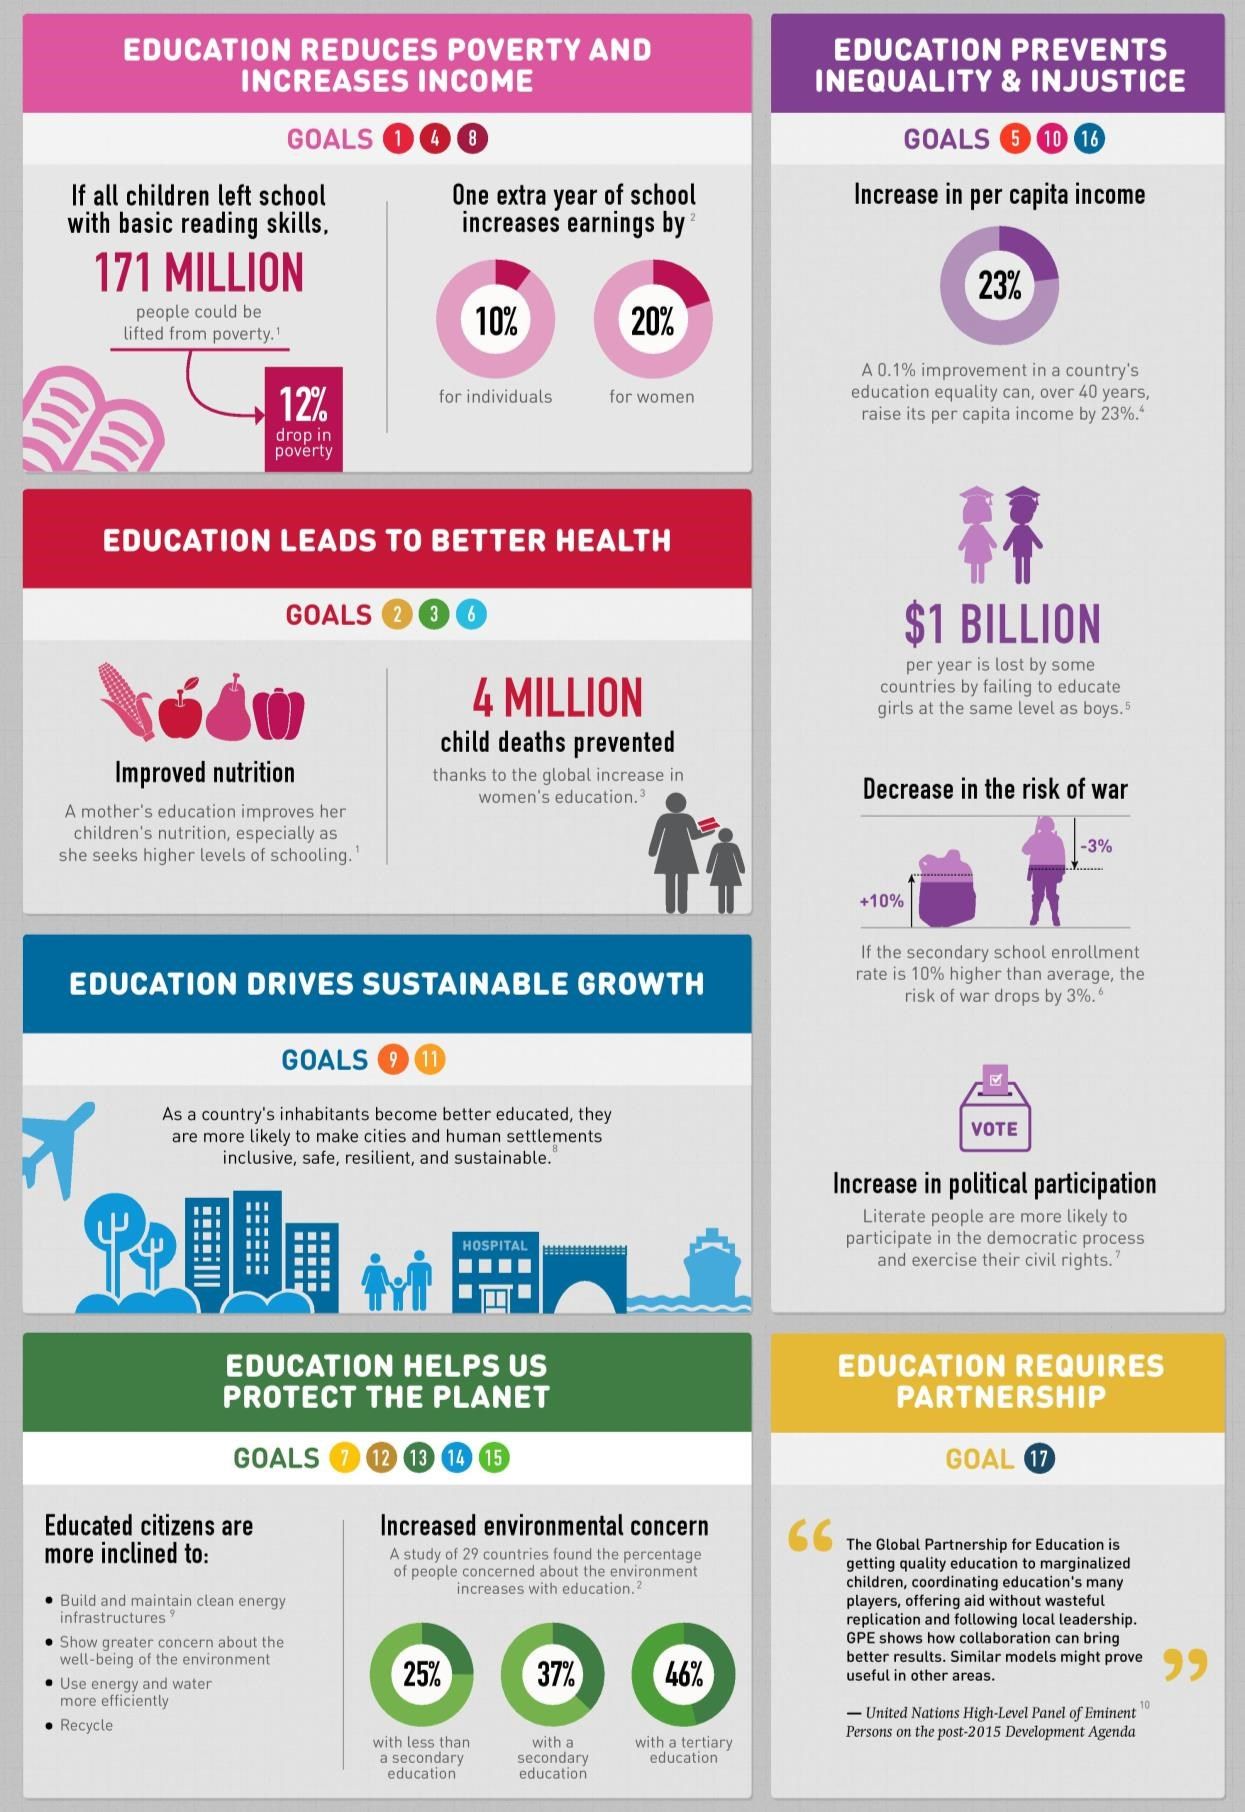 EDUCATION REDUCES POVERTY AND
INCREASES INCOME
GOALS 1 4 8
If all children left school
with basic reading skills,
171 MILLION
people could be
lifted from poverty.1
12%
drop in
poverty
One extra year of school
increases earnings by 2
10%
for individuals
20%
for women
EDUCATION LEADS TO BETTER HEALTH
GOALS 2 3 6
Improved nutrition
A mother's education improves her
children's nutrition, especially as
she seeks higher levels of schooling. 1
4 MILLION
child deaths prevented
thanks to the global increase in
women's education. 3
EDUCATION DRIVES SUSTAINABLE GROWTH
GOALS 9 11
As a country's inhabitants become better educated, they
are more likely to make cities and human settlements
inclusive, safe, resilient, and sustainable. 8
HOSPITAL
EDUCATION HELPS US
PROTECT THE PLANET
GOALS 7 12 13 14 15
Educated citizens are
more inclined to:
• Build and maintain clean energy
infrastructures 9
• Show greater concern about the
well-being of the environment
• Use energy and water
more efficiently
• Recycle
Increased environmental concern
A study of 29 countries found the percentage
of people concerned about the environment
increases with education. 2
25%
with less than
a secondary
education
37%
with a
secondary
education
46%
with a tertiary
education
EDUCATION PREVENTS
INEQUALITY & INJUSTICE
GOALS 5 10 16
Increase in per capita income
23%
A 0.1% improvement in a country's
education equality can, over 40 years,
raise its per capita income by 23%.4
$1 BILLION
per year is lost by some
countries by failing to educate
girls at the same level as boys. 5
Decrease in the risk of war
-3%
+10%
If the secondary school enrollment
rate is 10% higher than average, the
risk of war drops by 3%. 6
VOTE
Increase in political participation
Literate people are more likely to
participate in the democratic process
and exercise their civil rights. 7
EDUCATION REQUIRES
PARTNERSHIP
GOAL 17
“ The Global Partnership for Education is
getting quality education to marginalized
children, coordinating education's many
players, offering aid without wasteful
replication and following local leadership.
GPE shows how collaboration can bring
better results. Similar models might prove
useful in other areas. ”
— United Nations High-Level Panel of Eminent 10
Persons on the post-2015 Development Agenda